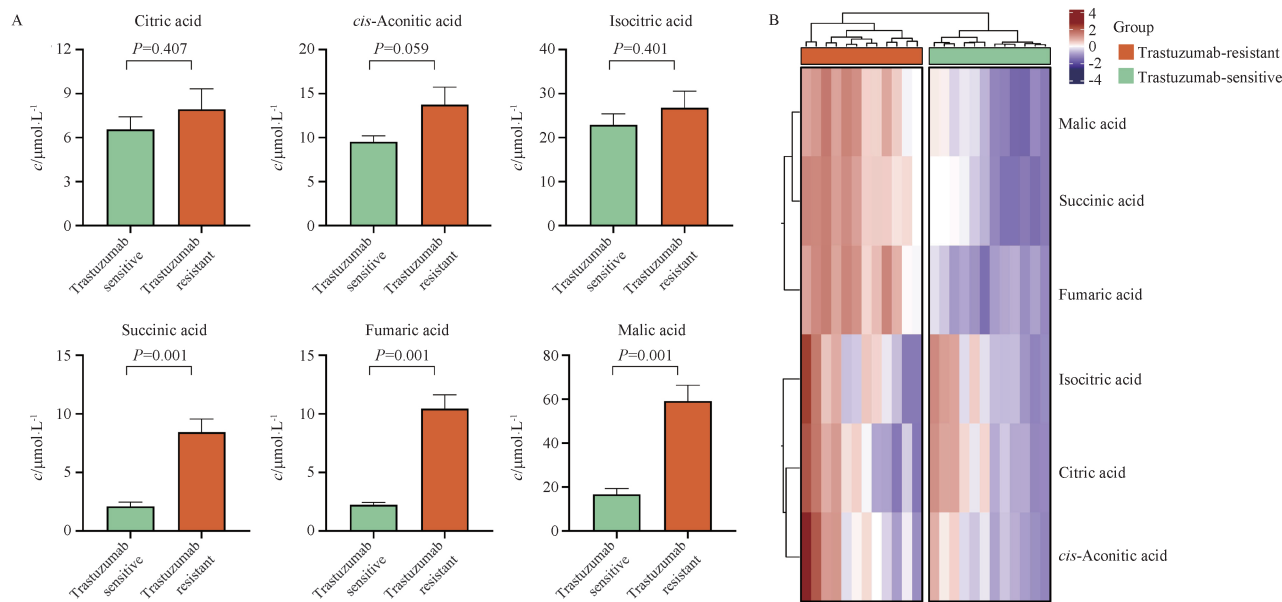 A
Citric acid
P=0.407
12
9
6
3
0
c/μmol·L-1
Trastuzumab
sensitive
Trastuzumab
resistant
cis-Aconitic acid
P=0.059
20
15
10
5
0
c/μmol·L-1
Trastuzumab
sensitive
Trastuzumab
resistant
Isocitric acid
P=0.401
40
30
20
10
0
c/μmol·L-1
Trastuzumab
sensitive
Trastuzumab
resistant
Succinic acid
P=0.001
15
10
5
0
c/μmol·L-1
Trastuzumab
sensitive
Trastuzumab
resistant
Fumaric acid
P=0.001
15
10
5
0
c/μmol·L-1
Trastuzumab
sensitive
Trastuzumab
resistant
Malic acid
P=0.001
80
60
40
20
0
c/μmol·L-1
Trastuzumab
sensitive
Trastuzumab
resistant
B
4
2
0
-2
-4
Group
Trastuzumab-resistant
Trastuzumab-sensitive
Malic acid
Succinic acid
Fumaric acid
Isocitric acid
Citric acid
cis-Aconitic acid